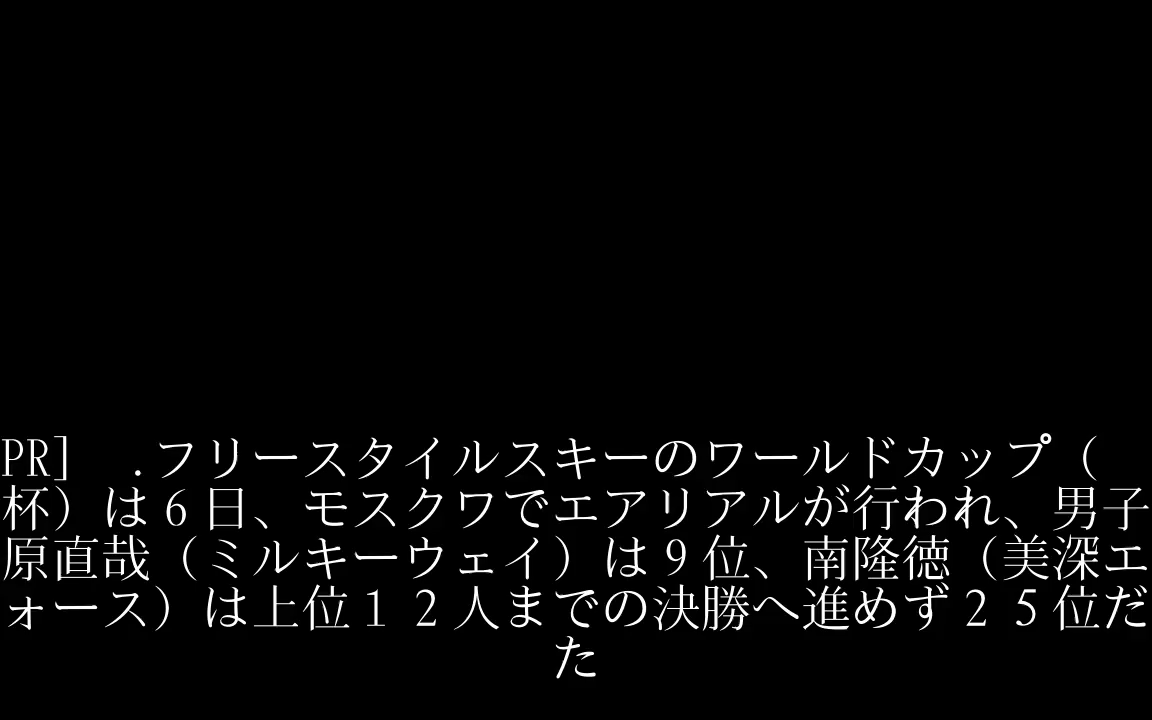 PR]　.フリースタイルスキーのワールドカップ（
杯）は６日、モスクワでエアリアルが行われ、男子
原直哉（ミルキーウェイ）は９位、南隆徳（美深エ
ォース）は上位１２人までの決勝へ進めず２５位だ
た